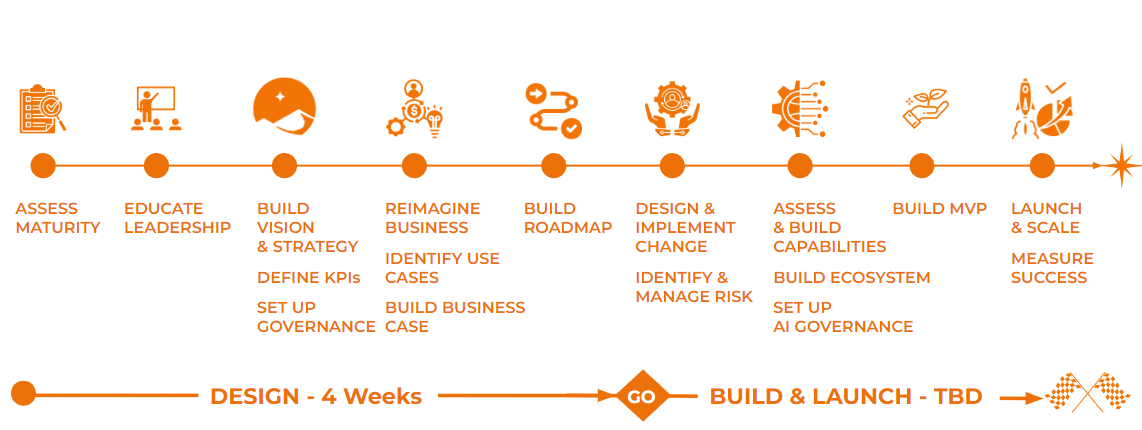 ASSESS
MATURITY
EDUCATE
LEADERSHIP
BUILD
VISION
& STRATEGY
DEFINE KPIs
SET UP
GOVERNANCE
REIMAGINE
BUSINESS
IDENTIFY USE
CASES
BUILD BUSINESS
CASE
BUILD
ROADMAP
DESIGN &
IMPLEMENT
CHANGE
IDENTIFY &
MANAGE RISK
ASSESS
& BUILD
CAPABILITIES
BUILD ECOSYSTEM
SET UP
AI GOVERNANCE
BUILD MVP
LAUNCH
& SCALE
MEASURE
SUCCESS
DESIGN - 4 Weeks
GO
BUILD & LAUNCH - TBD